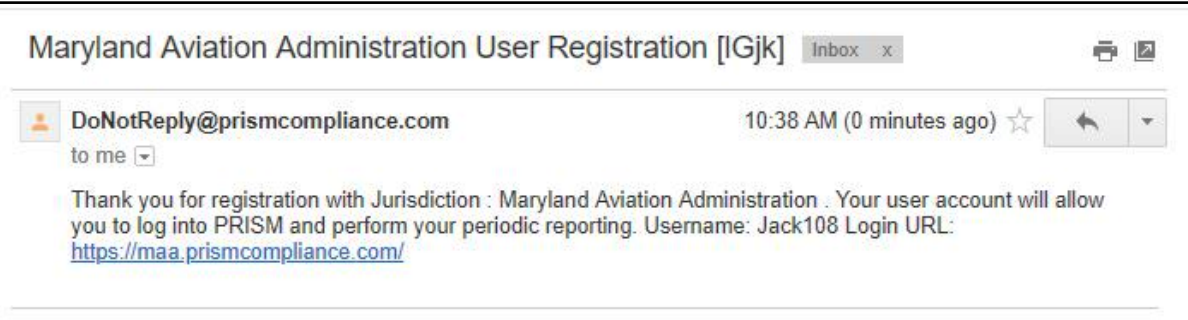 Maryland Aviation Administration User Registration [IGjk] Inbox x
DoNotReply@prismcompliance.com 10:38 AM (0 minutes ago)
to me
Thank you for registration with Jurisdiction : Maryland Aviation Administration . Your user account will allow
you to log into PRISM and perform your periodic reporting. Username: Jack108 Login URL:
https://maa.prismcompliance.com/